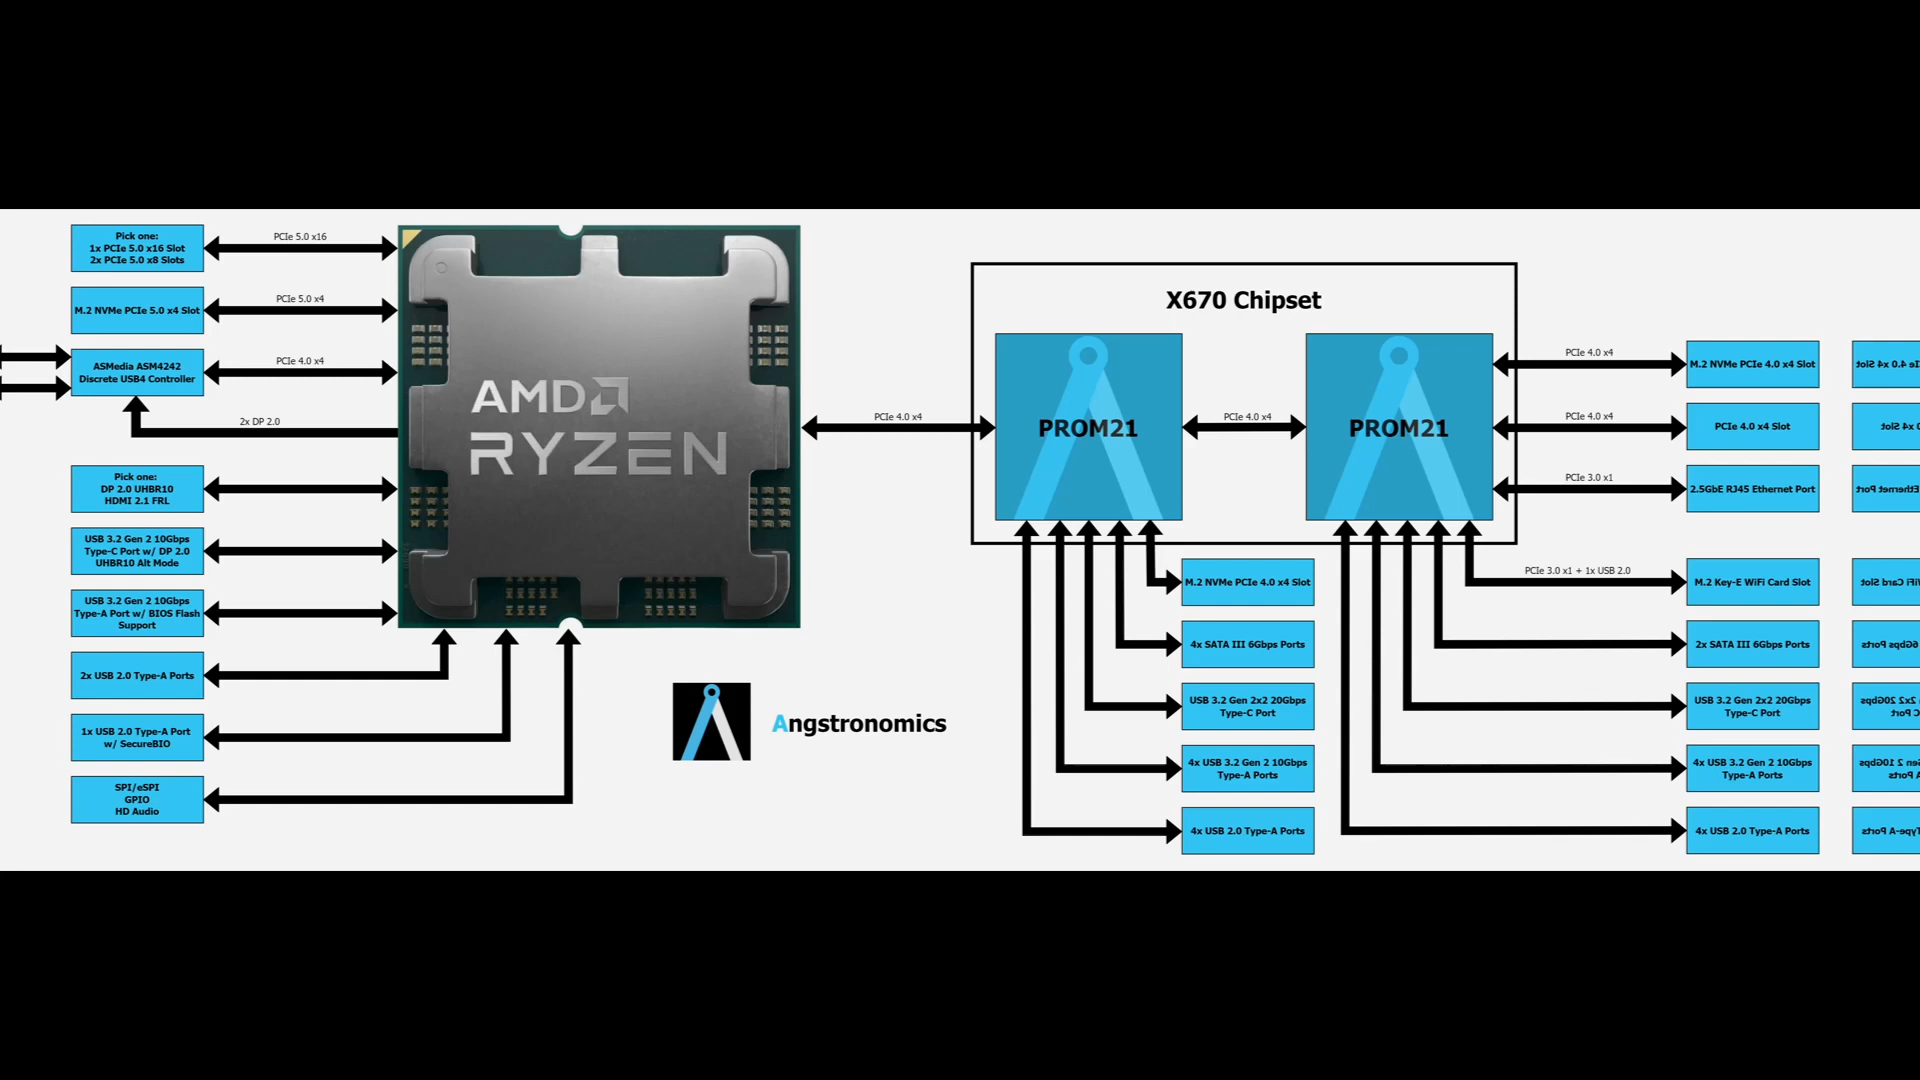 Pick one:
1x PCIe 5.0 x16 Slot
2x PCIe 5.0 x8 Slots
PCIe 5.0 x16
M.2 NVMe PCIe 5.0 x4 Slot
PCIe 5.0 x4
ASMedia ASM4242
Discrete USB4 Controller
PCIe 4.0 x4
2x DP 2.0
Pick one:
DP 2.0 UHBR10
HDMI 2.1 FRL
USB 3.2 Gen 2 10Gbps
Type-C Port w/ DP 2.0
UHBR10 Alt Mode
USB 3.2 Gen 2 10Gbps
Type-A Port w/ BIOS Flash
Support
2x USB 2.0 Type-A Ports
1x USB 2.0 Type-A Port
w/ SecureBIO
SPI/eSPI
GPIO
HD Audio
AMD
RYZEN
Angstronomics
PCIe 4.0 x4
X670 Chipset
PROM21
PCIe 4.0 x4
PROM21
M.2 NVMe PCIe 4.0 x4 Slot
4x SATA III 6Gbps Ports
USB 3.2 Gen 2x2 20Gbps
Type-C Port
4x USB 3.2 Gen 2 10Gbps
Type-A Ports
4x USB 2.0 Type-A Ports
PCIe 4.0 x4
M.2 NVMe PCIe 4.0 x4 Slot
PCIe 4.0 x4
PCIe 4.0 x4 Slot
PCIe 3.0 x1
2.5GbE RJ45 Ethernet Port
PCIe 3.0 x1 + 1x USB 2.0
M.2 Key-E WiFi Card Slot
2x SATA III 6Gbps Ports
USB 3.2 Gen 2x2 20Gbps
Type-C Port
4x USB 3.2 Gen 2 10Gbps
Type-A Ports
4x USB 2.0 Type-A Ports